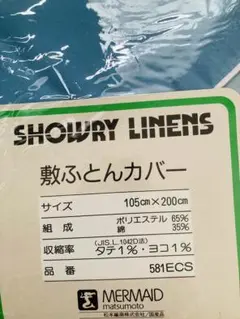 SHOWRY LINENS
敷ふとんカバー
サイズ 105cm×200cm
組成 ポリエステル 65%
綿 35%
(JIS.L.1042D法)
収縮率 タテ1%・ヨコ1%
品番 581ECS
MERMAID
matsumoto